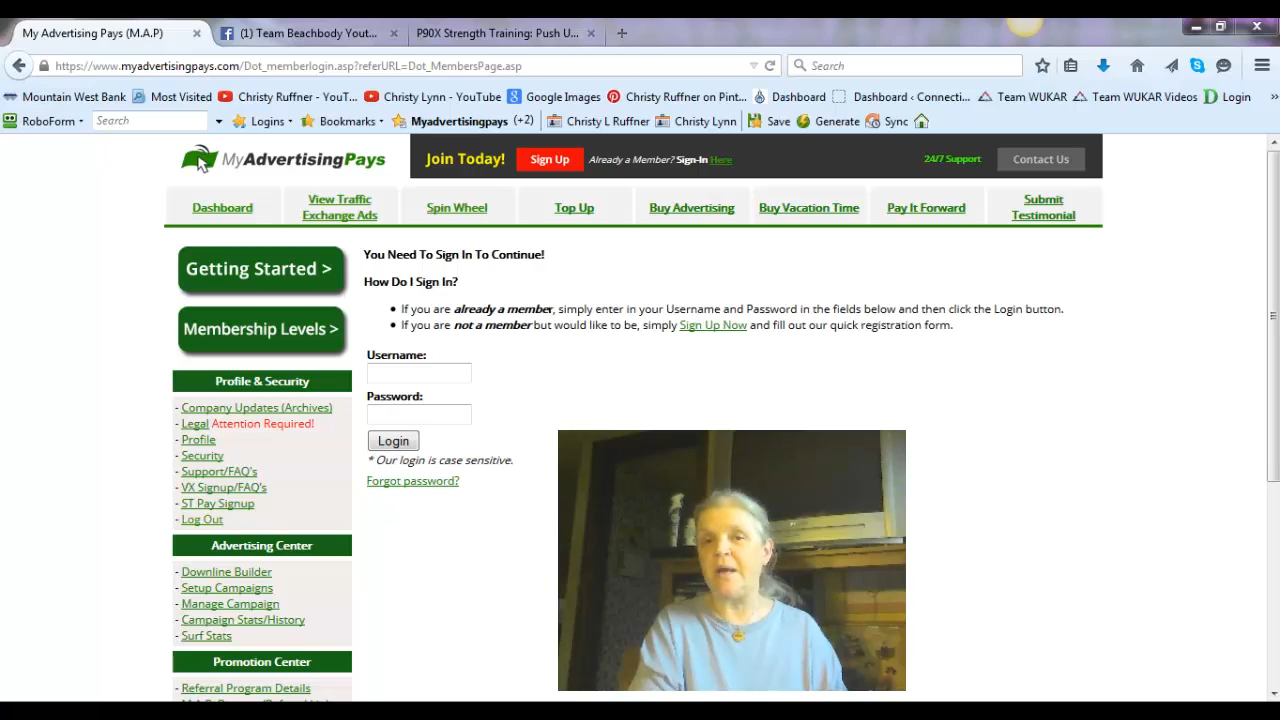 My Advertising Pays (M.A.P)
(1) Team Beachbody Yout...
P90X Strength Training: Push U...
https://www.myadvertisingpays.com/Dot_memberlogin.asp?referURL=Dot_MembersPage.asp
Search
Mountain West Bank Most Visited Christy Ruffner - YouT... Christy Lynn - YouTube Google Images Christy Ruffner on Pint... Dashboard Dashboard ‹ Connecti... Team WUKAR Team WUKAR Videos Login
RoboForm Search Logins Bookmarks Myadvertisingpays (+2) Christy L Ruffner Christy Lynn Save Generate Sync
MyAdvertisingPays
Join Today! Sign Up Already a Member? Sign-In Here 24/7 Support Contact Us
Dashboard
View Traffic
Exchange Ads
Spin Wheel
Top Up
Buy Advertising
Buy Vacation Time
Pay It Forward
Submit
Testimonial
Getting Started >
Membership Levels >
Profile & Security
- Company Updates (Archives)
- Legal Attention Required!
- Profile
- Security
- Support/FAQ's
- VX Signup/FAQ's
- ST Pay Signup
- Log Out
Advertising Center
- Downline Builder
- Setup Campaigns
- Manage Campaign
- Campaign Stats/History
- Surf Stats
Promotion Center
- Referral Program Details
You Need To Sign In To Continue!
How Do I Sign In?
• If you are already a member, simply enter in your Username and Password in the fields below and then click the Login button.
• If you are not a member but would like to be, simply Sign Up Now and fill out our quick registration form.
Username:
Password:
Login
* Our login is case sensitive.
Forgot password?